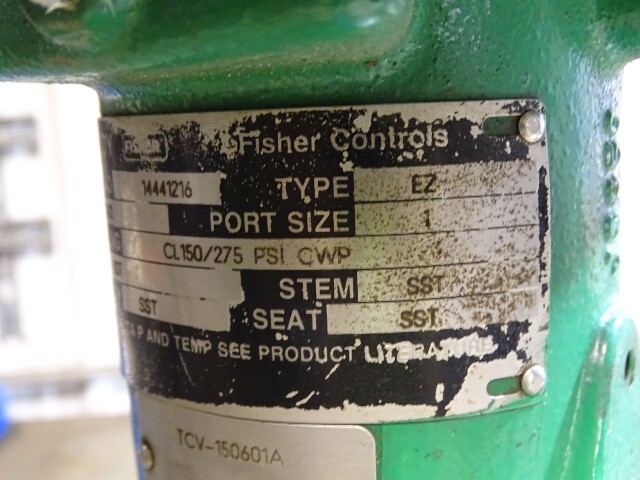 FISHER Fisher Controls
14441216 TYPE EZ
PORT SIZE 1
CL150/275 PSI CWP
STEM SST
SST SEAT SST
P AND TEMP SEE PRODUCT LITERATURE
TCV-150601A